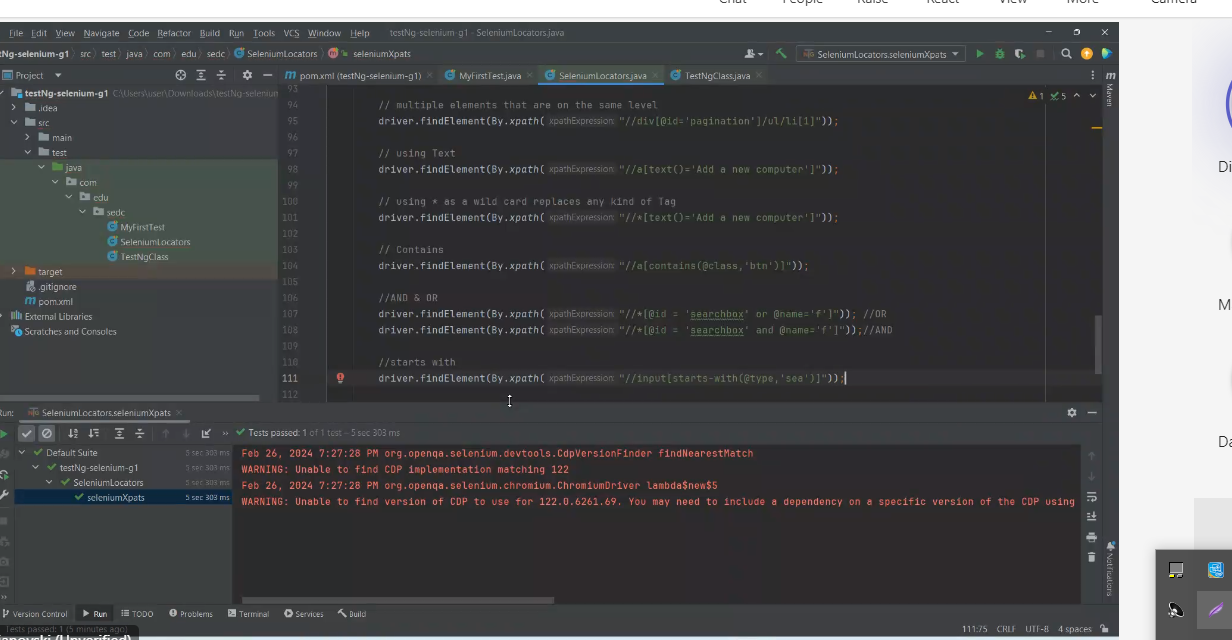 Chat People Raise React View More Camera
File Edit View Navigate Code Refactor Build Run Tools VCS Window Help testNg-selenium-g1 - SeleniumLocators.java
tNg-selenium-g1 src test java com edu sedc SeleniumLocators seleniumXpats SeleniumLocators.seleniumXpats
Project pom.xml (testNg-selenium-g1) MyFirstTest.java SeleniumLocators.java TestNgClass.java
testNg-selenium-g1 C:\Users\user\Downloads\testNg-selenium
.idea
src
main
test
java
com
edu
sedc
MyFirstTest
SeleniumLocators
TestNgClass
target
.gitignore
pom.xml
External Libraries
Scratches and Consoles
1 5
Maven
93
94 // multiple elements that are on the same level
95 driver.findElement(By.xpath( xpathExpression: "//div[@id='pagination']/ul/li[1]"));
96
97 // using Text
98 driver.findElement(By.xpath( xpathExpression: "//a[text()='Add a new computer']"));
99
100 // using * as a wild card replaces any kind of Tag
101 driver.findElement(By.xpath( xpathExpression: "//*[text()='Add a new computer']"));
102
103 // Contains
104 driver.findElement(By.xpath( xpathExpression: "//a[contains(@class,'btn')]"));
105
106 //AND & OR
107 driver.findElement(By.xpath( xpathExpression: "//*[@id = 'searchbox' or @name='f']")); //OR
108 driver.findElement(By.xpath( xpathExpression: "//*[@id = 'searchbox' and @name='f']"));//AND
109
110 //starts with
111 driver.findElement(By.xpath( xpathExpression: "//input[starts-with(@type,'sea')]"));
112
Run: SeleniumLocators.seleniumXpats
Tests passed: 1 of 1 test – 5 sec 303 ms
Default Suite 5 sec 303 ms
testNg-selenium-g1 5 sec 303 ms
SeleniumLocators 5 sec 303 ms
seleniumXpats 5 sec 303 ms
Feb 26, 2024 7:27:28 PM org.openqa.selenium.devtools.CdpVersionFinder findNearestMatch
WARNING: Unable to find CDP implementation matching 122
Feb 26, 2024 7:27:28 PM org.openqa.selenium.chromium.ChromiumDriver lambda$new$5
WARNING: Unable to find version of CDP to use for 122.0.6261.69. You may need to include a dependency on a specific version of the CDP using
Notifications
Version Control Run TODO Problems Terminal Services Build
Tests passed: 1 (5 minutes ago) 111:75 CRLF UTF-8 4 spaces
janovski (Unverified)
Di
M
Da